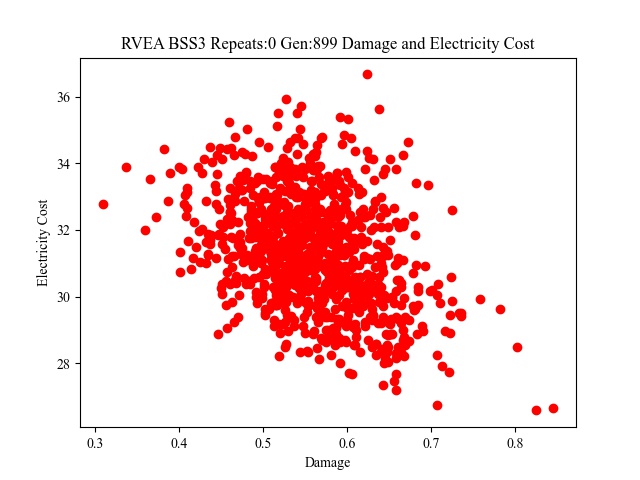 RVEA BSS3 Repeats:0 Gen:899 Damage and Electricity Cost
Electricity Cost
36
34
32
30
28
0.3 0.4 0.5 0.6 0.7 0.8
Damage